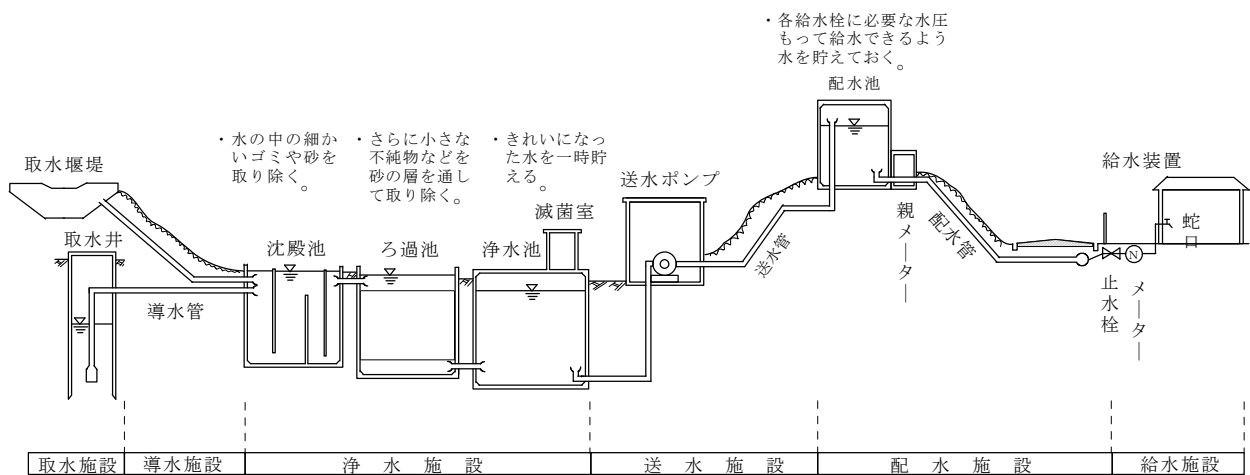 ・各給水栓に必要な水圧
もって給水できるよう
水を貯えておく。
配水池
・水の中の細か
いゴミや砂を
取り除く。
・さらに小さな
不純物などを
砂の層を通し
て取り除く。
・きれいになっ
た水を一時貯
える。
取水堰堤
送水ポンプ
給水装置
滅菌室
取水井
沈殿池
ろ過池
浄水池
導水管
送水管
親メーター
配水管
蛇
N
止水栓
メーター
取水施設
導水施設
浄水施設
送水施設
配水施設
給水施設